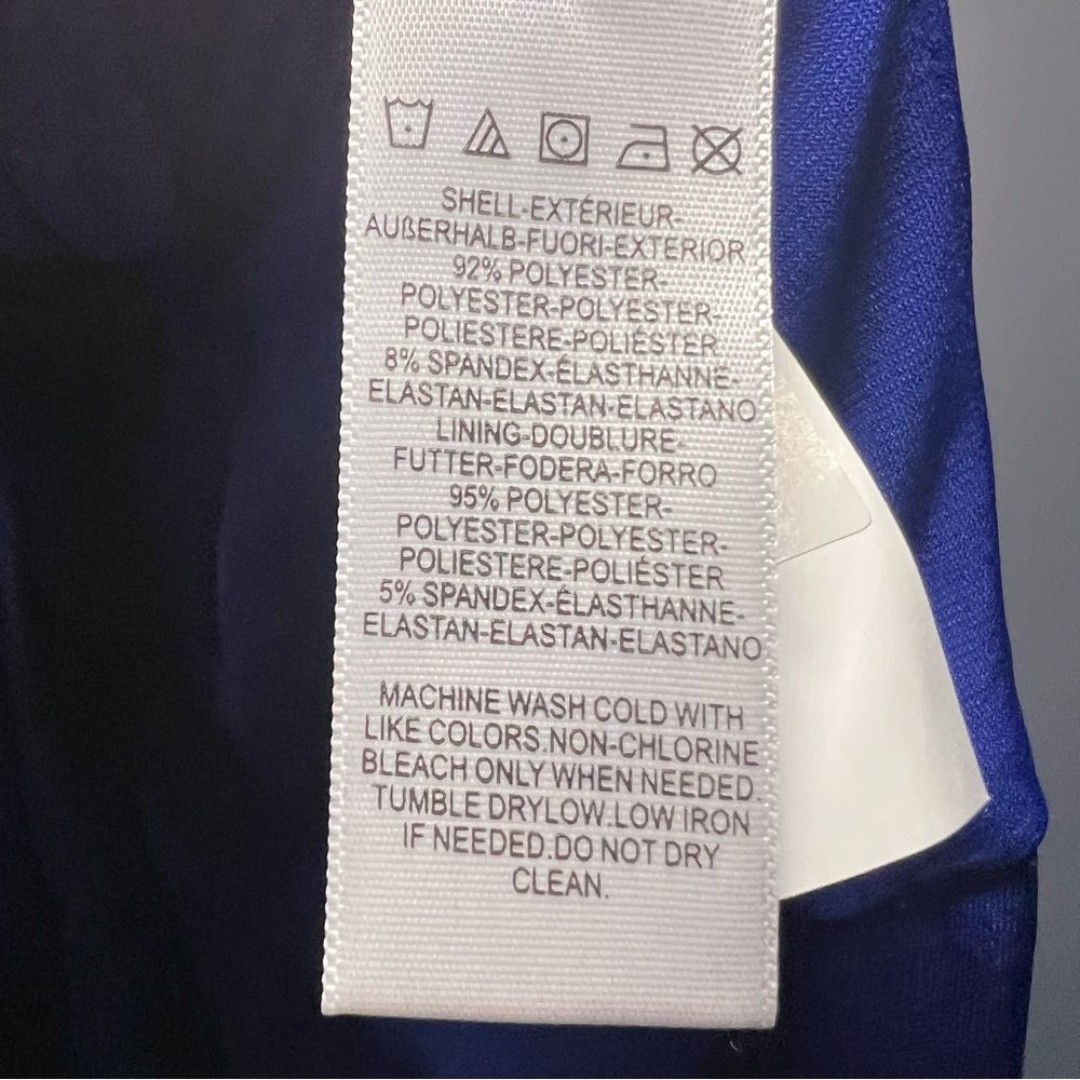 SHELL-EXTÉRIEUR-
AUßERHALB-FUORI-EXTERIOR
92% POLYESTER-
POLYESTER-POLYESTER-
POLIESTERE-POLIÉSTER
8% SPANDEX-ÉLASTHANNE-
ELASTAN-ELASTAN-ELASTANO
LINING-DOUBLURE-
FUTTER-FODERA-FORRO
95% POLYESTER-
POLYESTER-POLYESTER-
POLIESTERE-POLIÉSTER
5% SPANDEX-ÉLASTHANNE-
ELASTAN-ELASTAN-ELASTANO
MACHINE WASH COLD WITH
LIKE COLORS.NON-CHLORINE
BLEACH ONLY WHEN NEEDED.
TUMBLE DRYLOW.LOW IRON
IF NEEDED.DO NOT DRY
CLEAN.